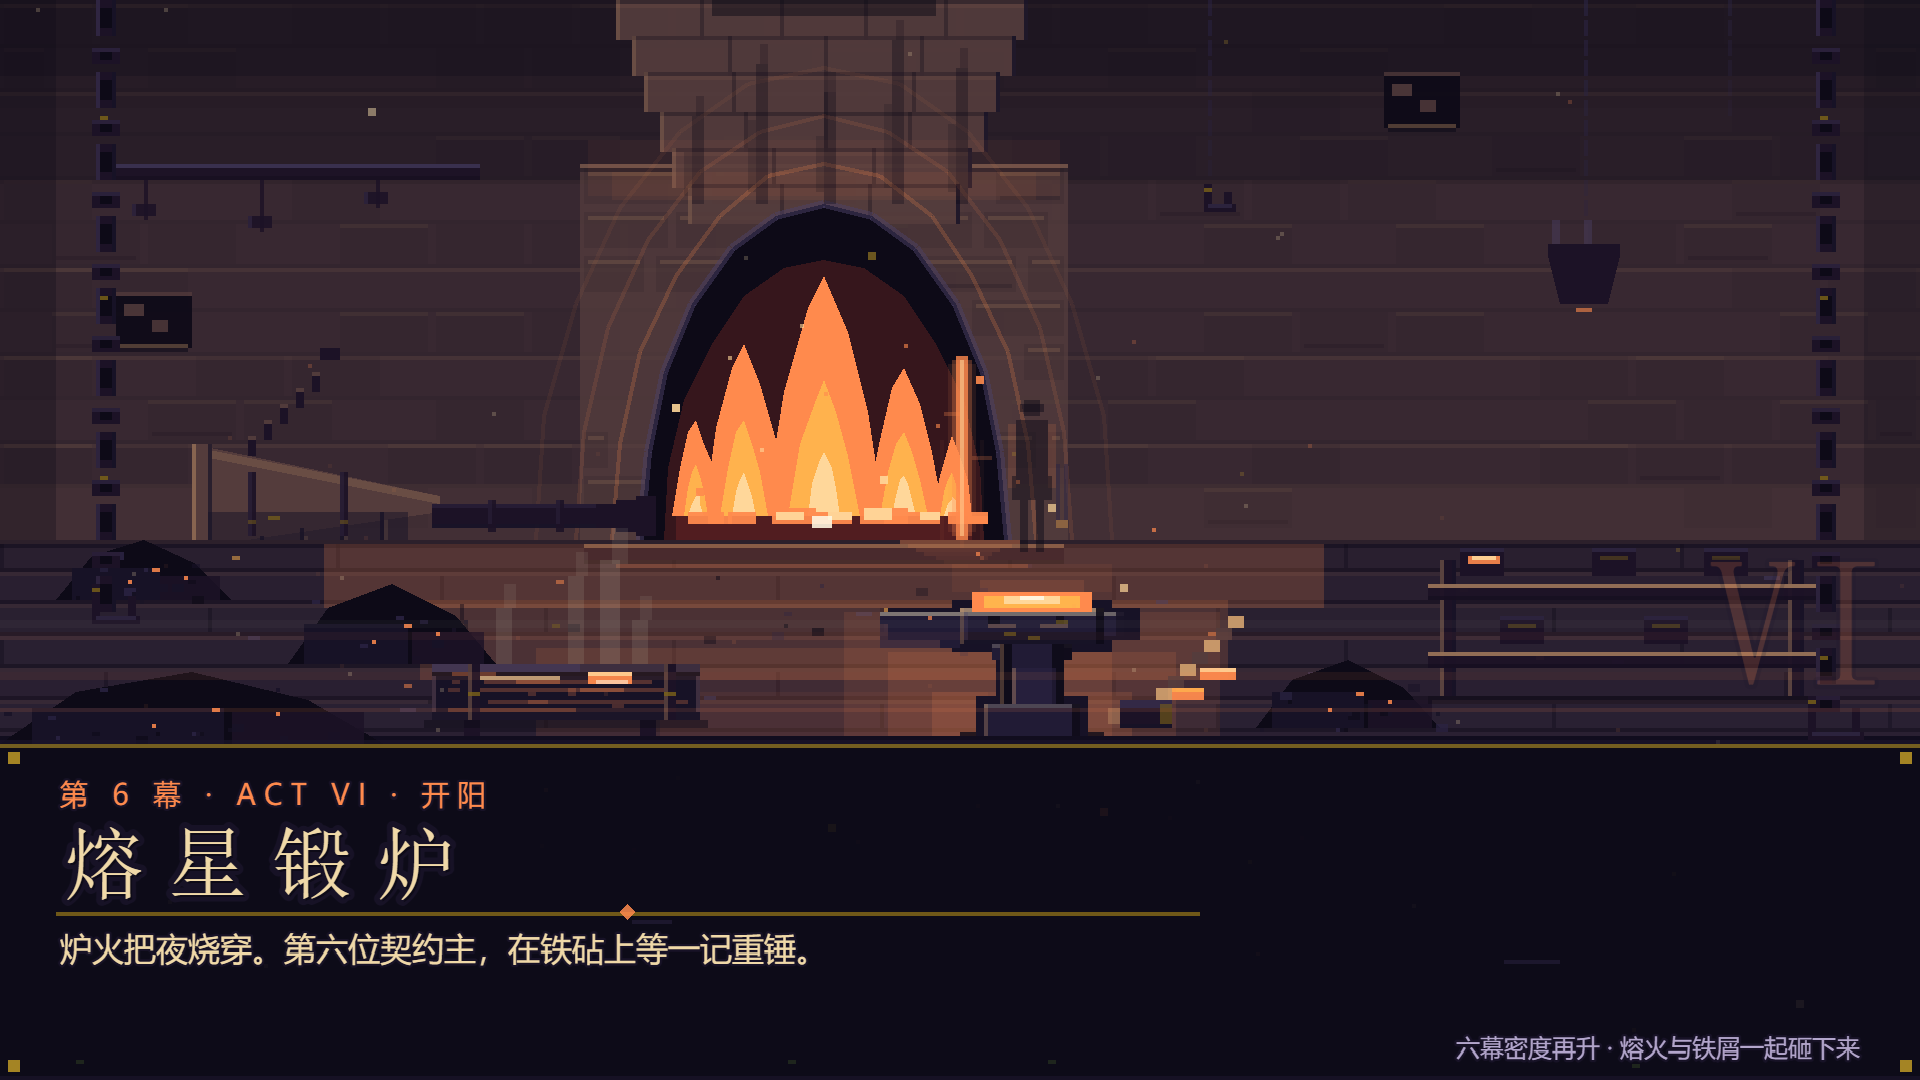 VI
第 6 幕 · ACT VI · 开阳
熔星锻炉
炉火把夜烧穿。第六位契约主，在铁砧上等一记重锤。
六幕密度再升 · 熔火与铁屑一起砸下来